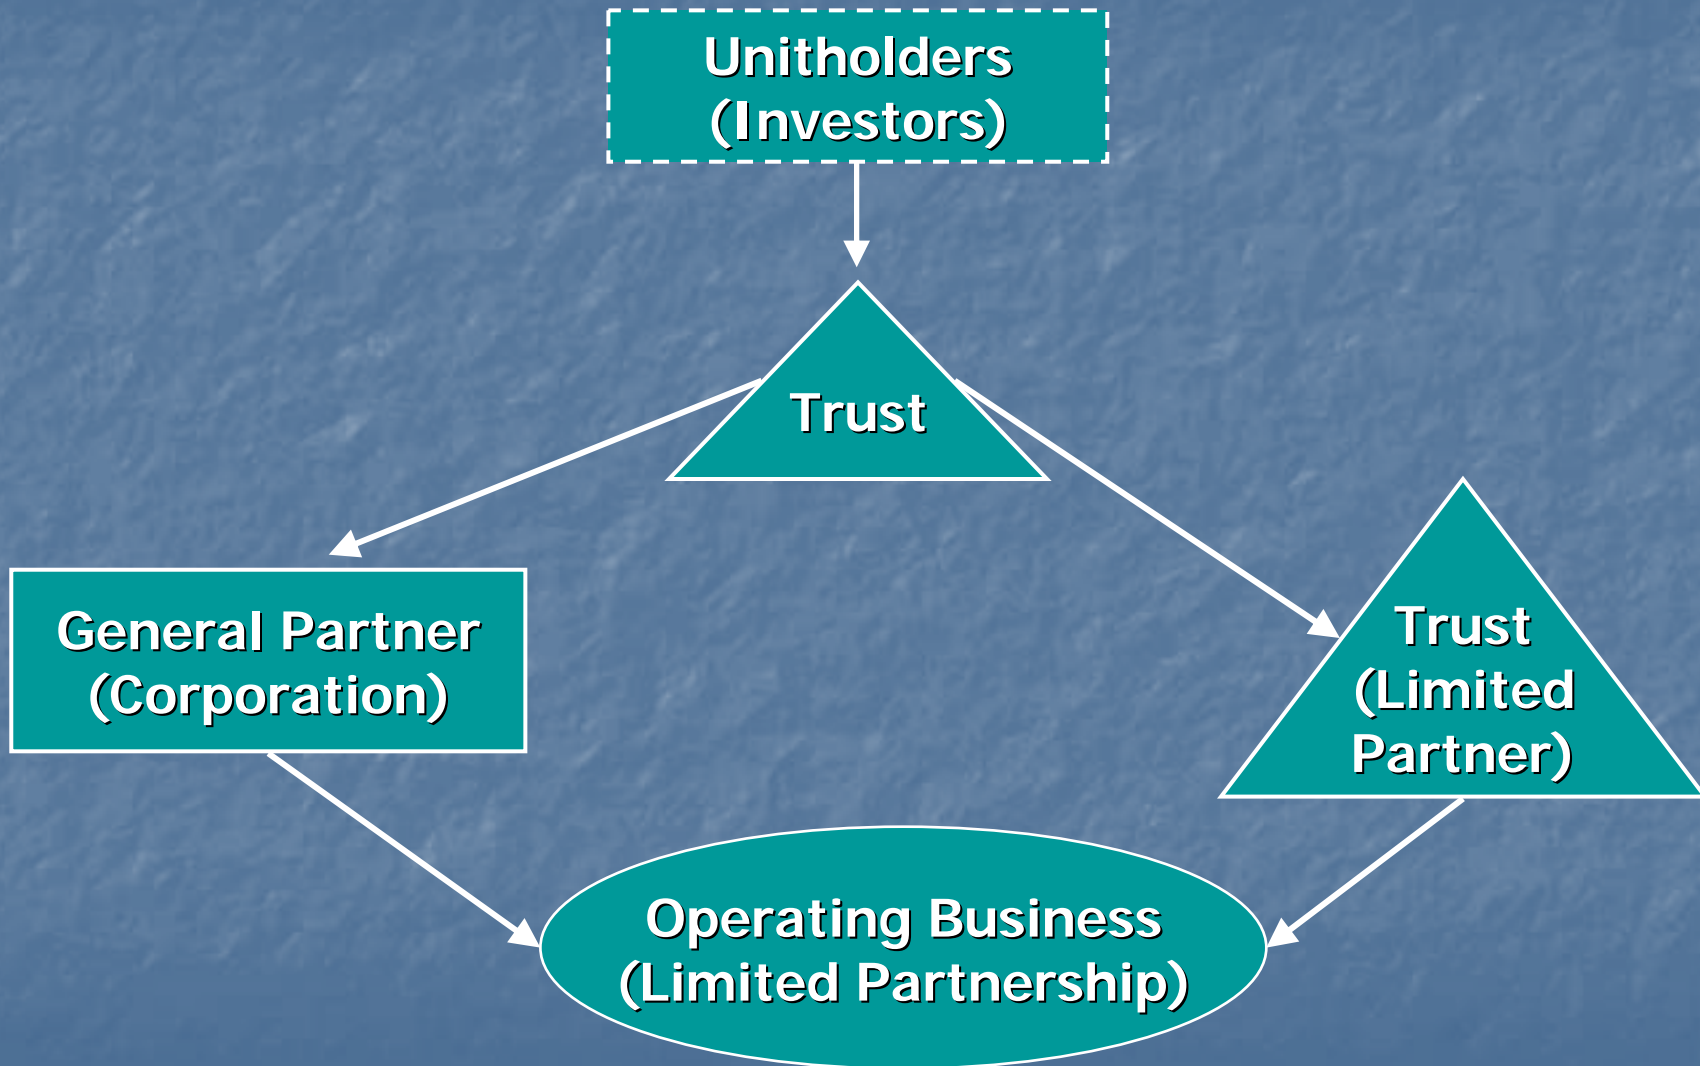 Unitholders
(Investors)
Trust
General Partner
(Corporation)
Trust
(Limited
Partner)
Operating Business
(Limited Partnership)